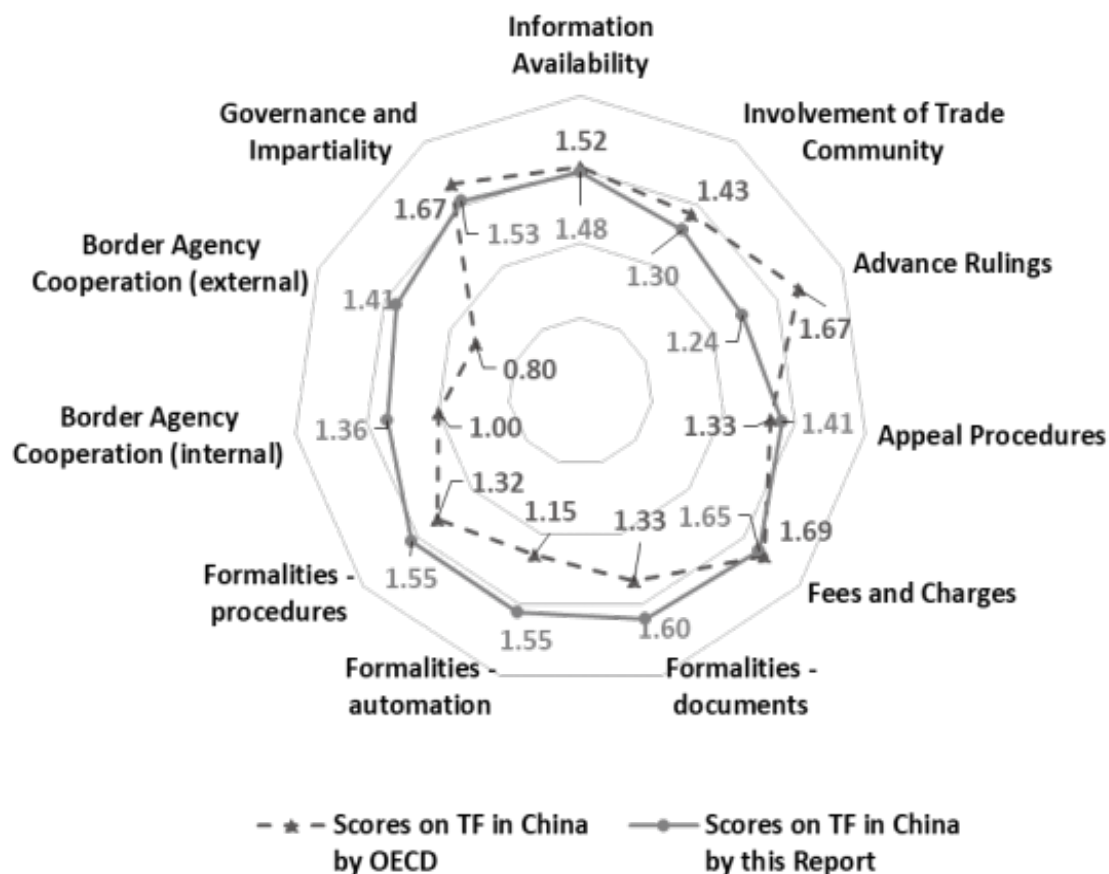 Information
Availability
Governance and
Impartiality
Involvement of Trade
Community
1.52
1.43
1.67
1.53
1.48
Border Agency
Cooperation (external)
1.30
Advance Rulings
1.41
1.24
1.67
0.80
Border Agency
Cooperation (internal)
1.36
1.00
1.33
1.41
Appeal Procedures
1.32
1.15
1.33
1.65
1.69
Formalities -
procedures
1.55
Fees and Charges
1.55
1.60
Formalities -
automation
Formalities -
documents
Scores on TF in China
by OECD
Scores on TF in China
by this Report